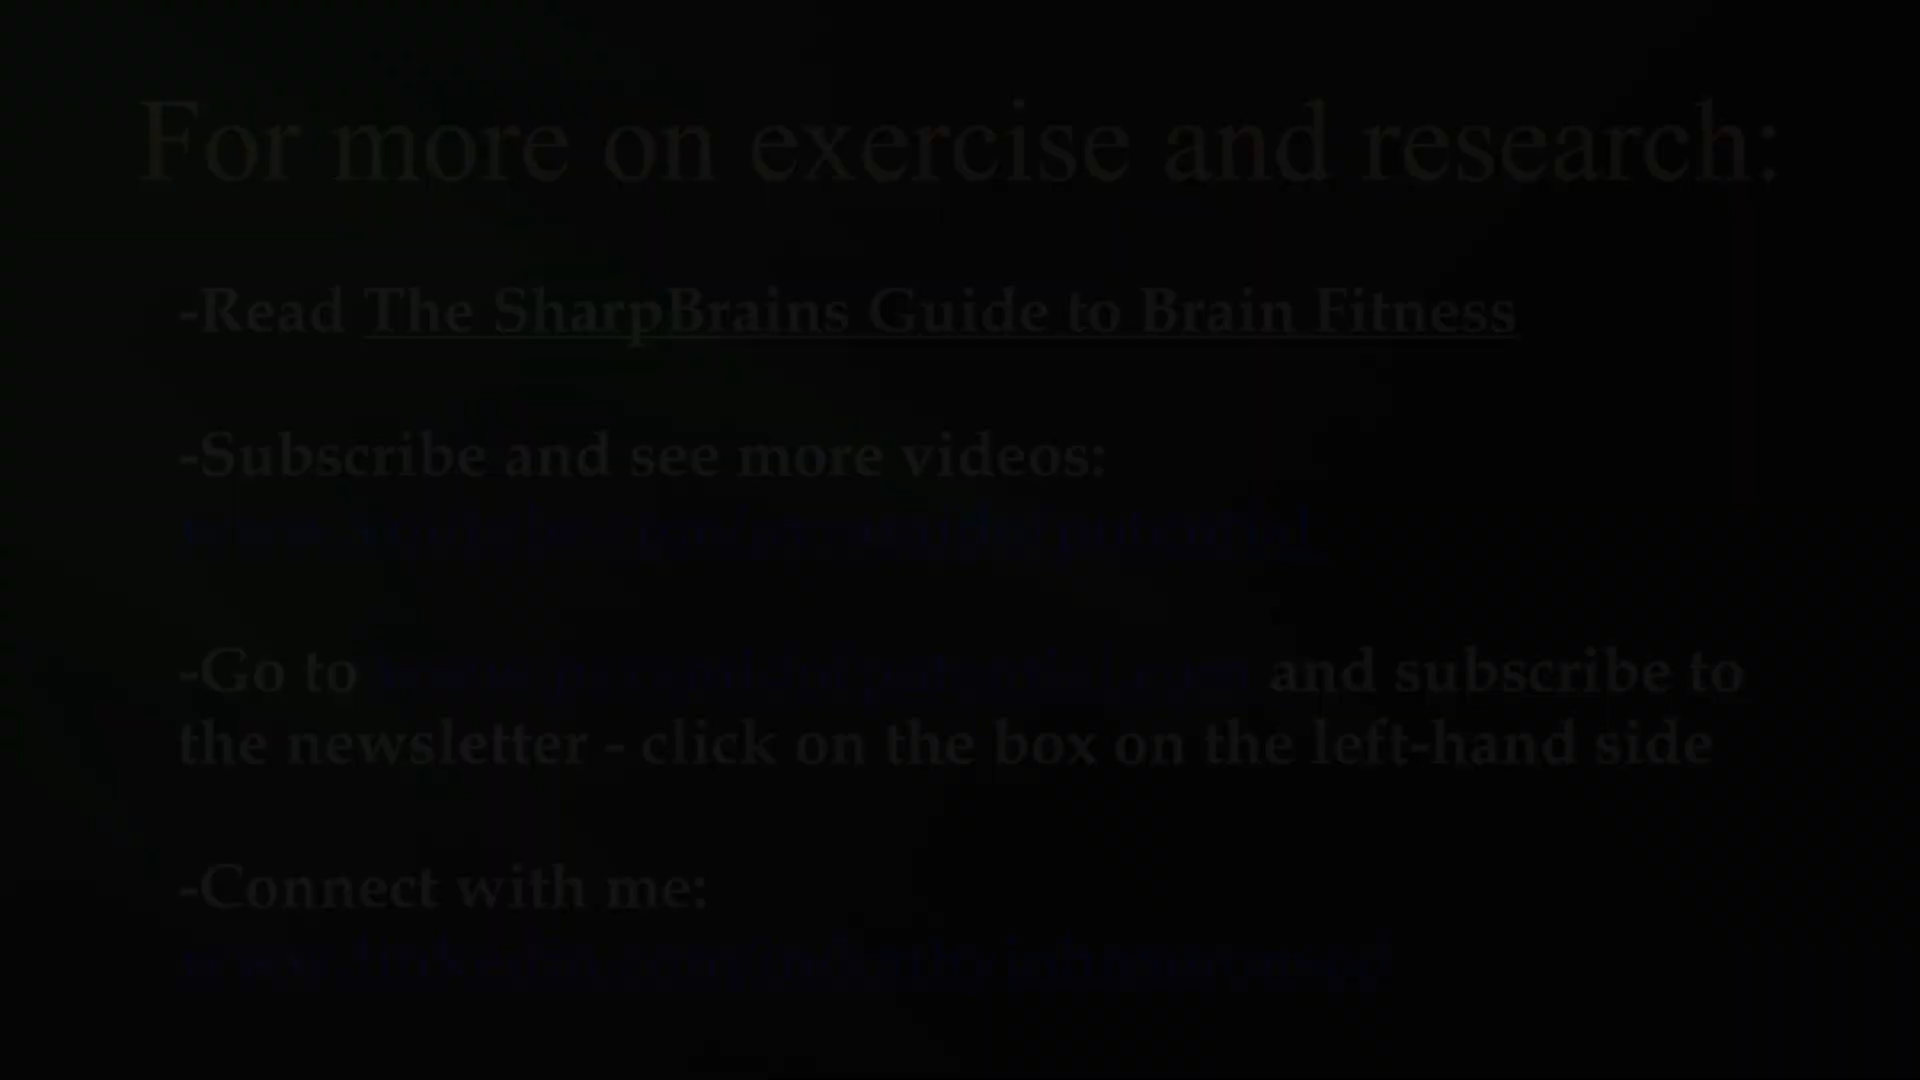 For more on exercise and research:
-Read The SharpBrains Guide to Brain Fitness
-Subscribe and see more videos:
-Go to and subscribe to
the newsletter - click on the box on the left-hand side
-Connect with me: